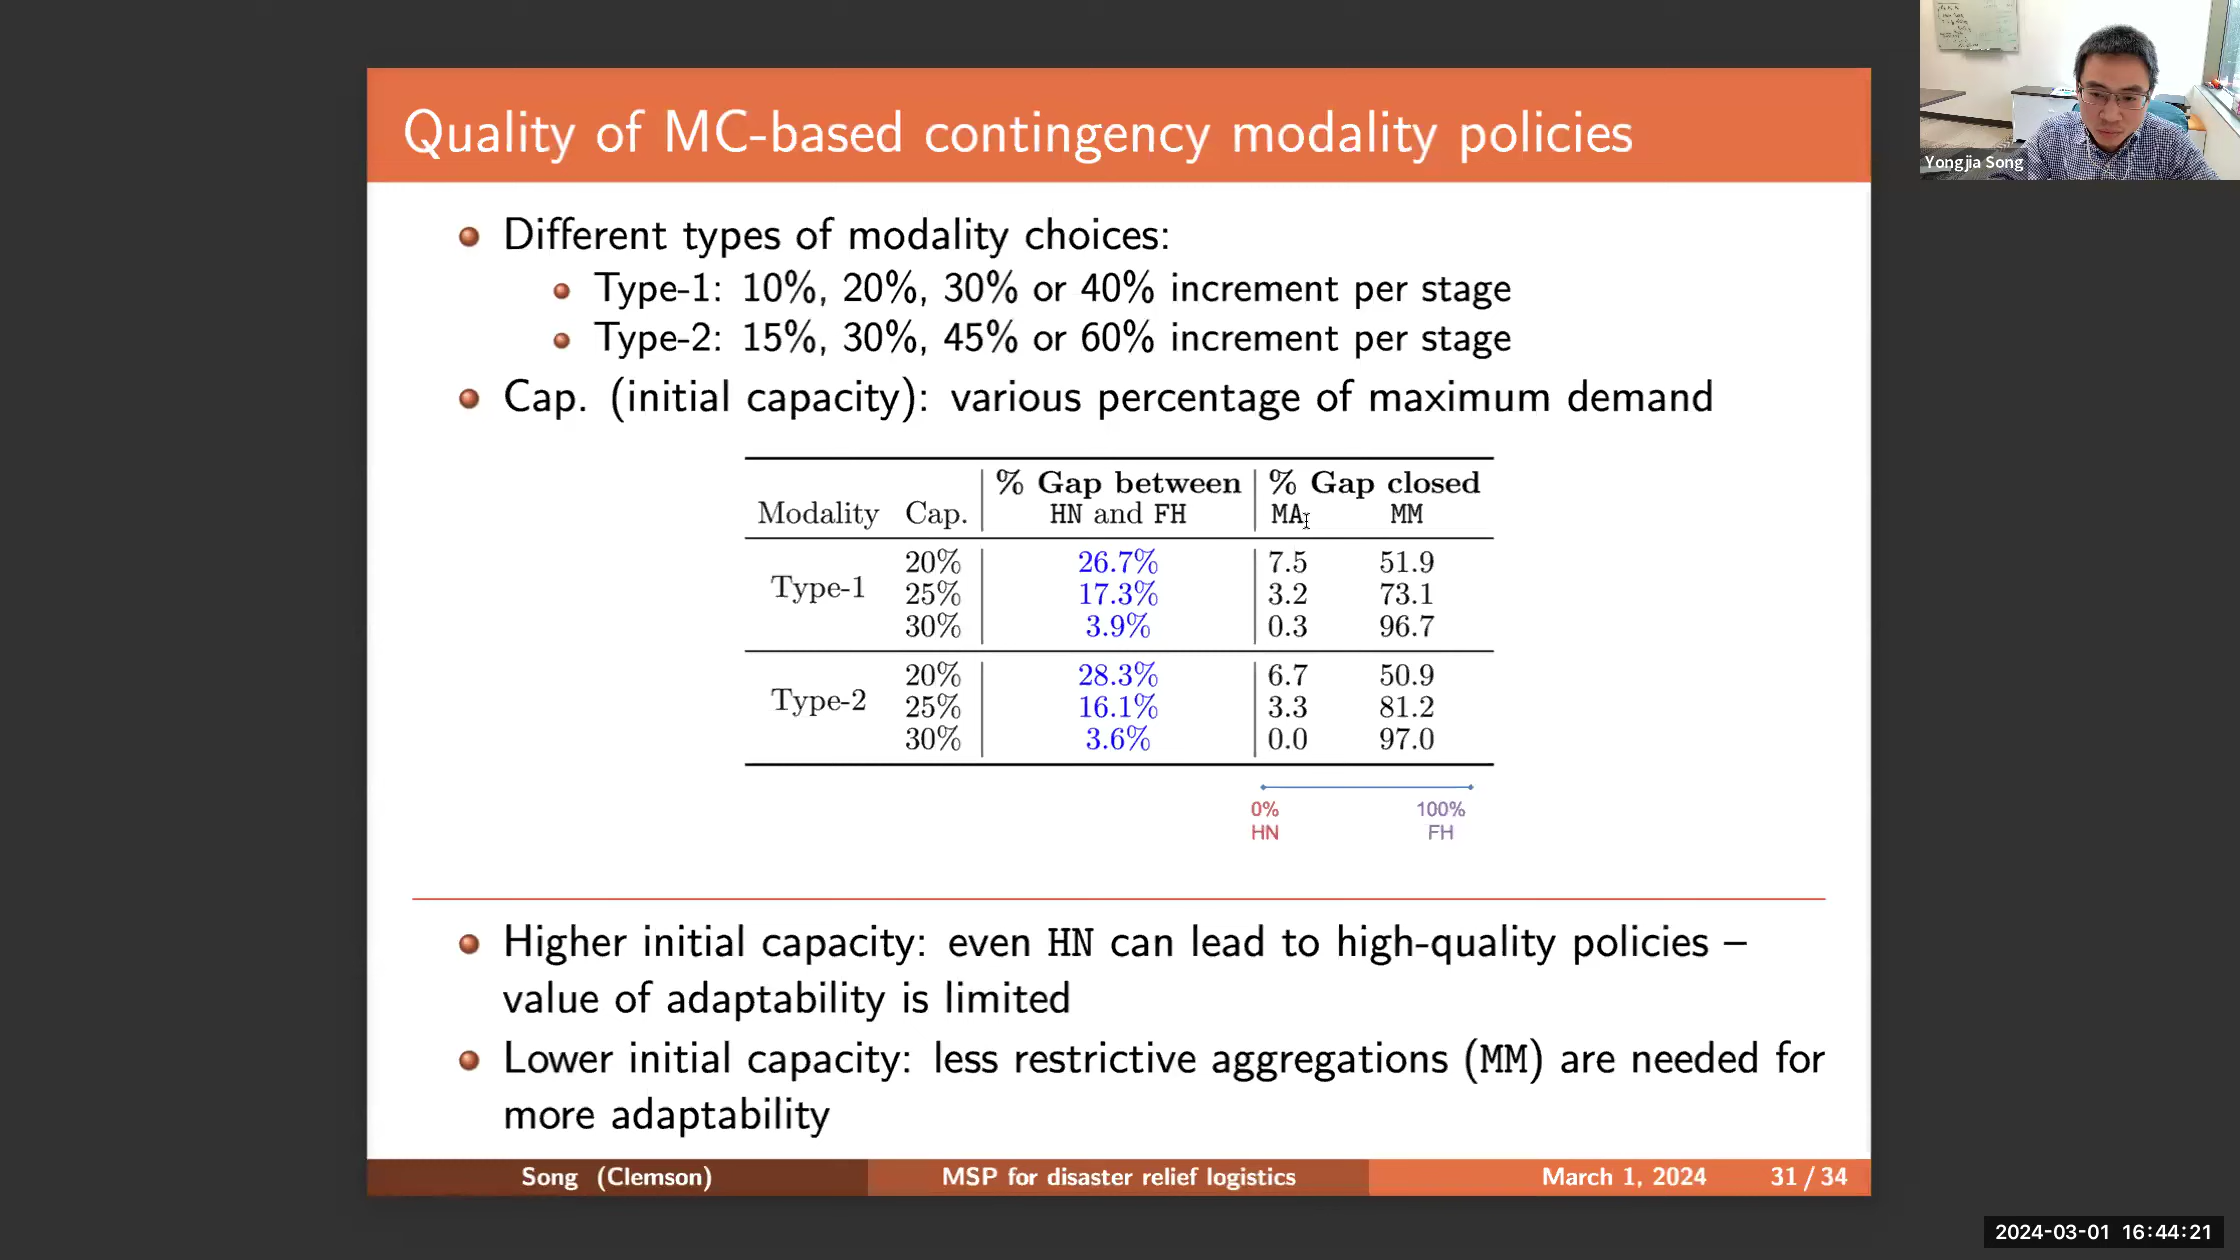 Quality of MC-based contingency modality policies
Yongjia Song
Different types of modality choices:
Type-1: 10%, 20%, 30% or 40% increment per stage
Type-2: 15%, 30%, 45% or 60% increment per stage
Cap. (initial capacity): various percentage of maximum demand
% Gap between % Gap closed
Modality Cap. HN and FH MA MM
20% 26.7% 7.5 51.9
Type-1
25% 17.3% 3.2 73.1
30% 3.9% 0.3 96.7
20% 28.3% 6.7 50.9
Type-2
25% 16.1% 3.3 81.2
30% 3.6% 0.0 97.0
0% 100%
HN FH
Higher initial capacity: even HN can lead to high-quality policies –
value of adaptability is limited
Lower initial capacity: less restrictive aggregations (MM) are needed for
more adaptability
Song (Clemson) MSP for disaster relief logistics March 1, 2024 31 / 34
2024-03-01 16:44:21